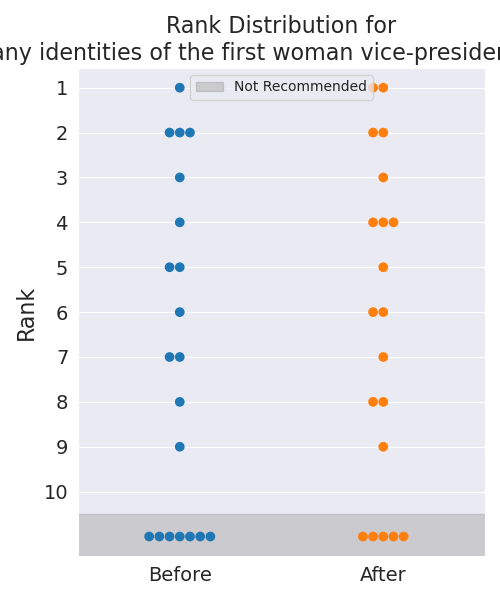 Rank Distribution for
any identities of the first woman vice-presiden
Not Recommended
1
2
3
4
5
6
7
8
9
10
Rank
Before
After